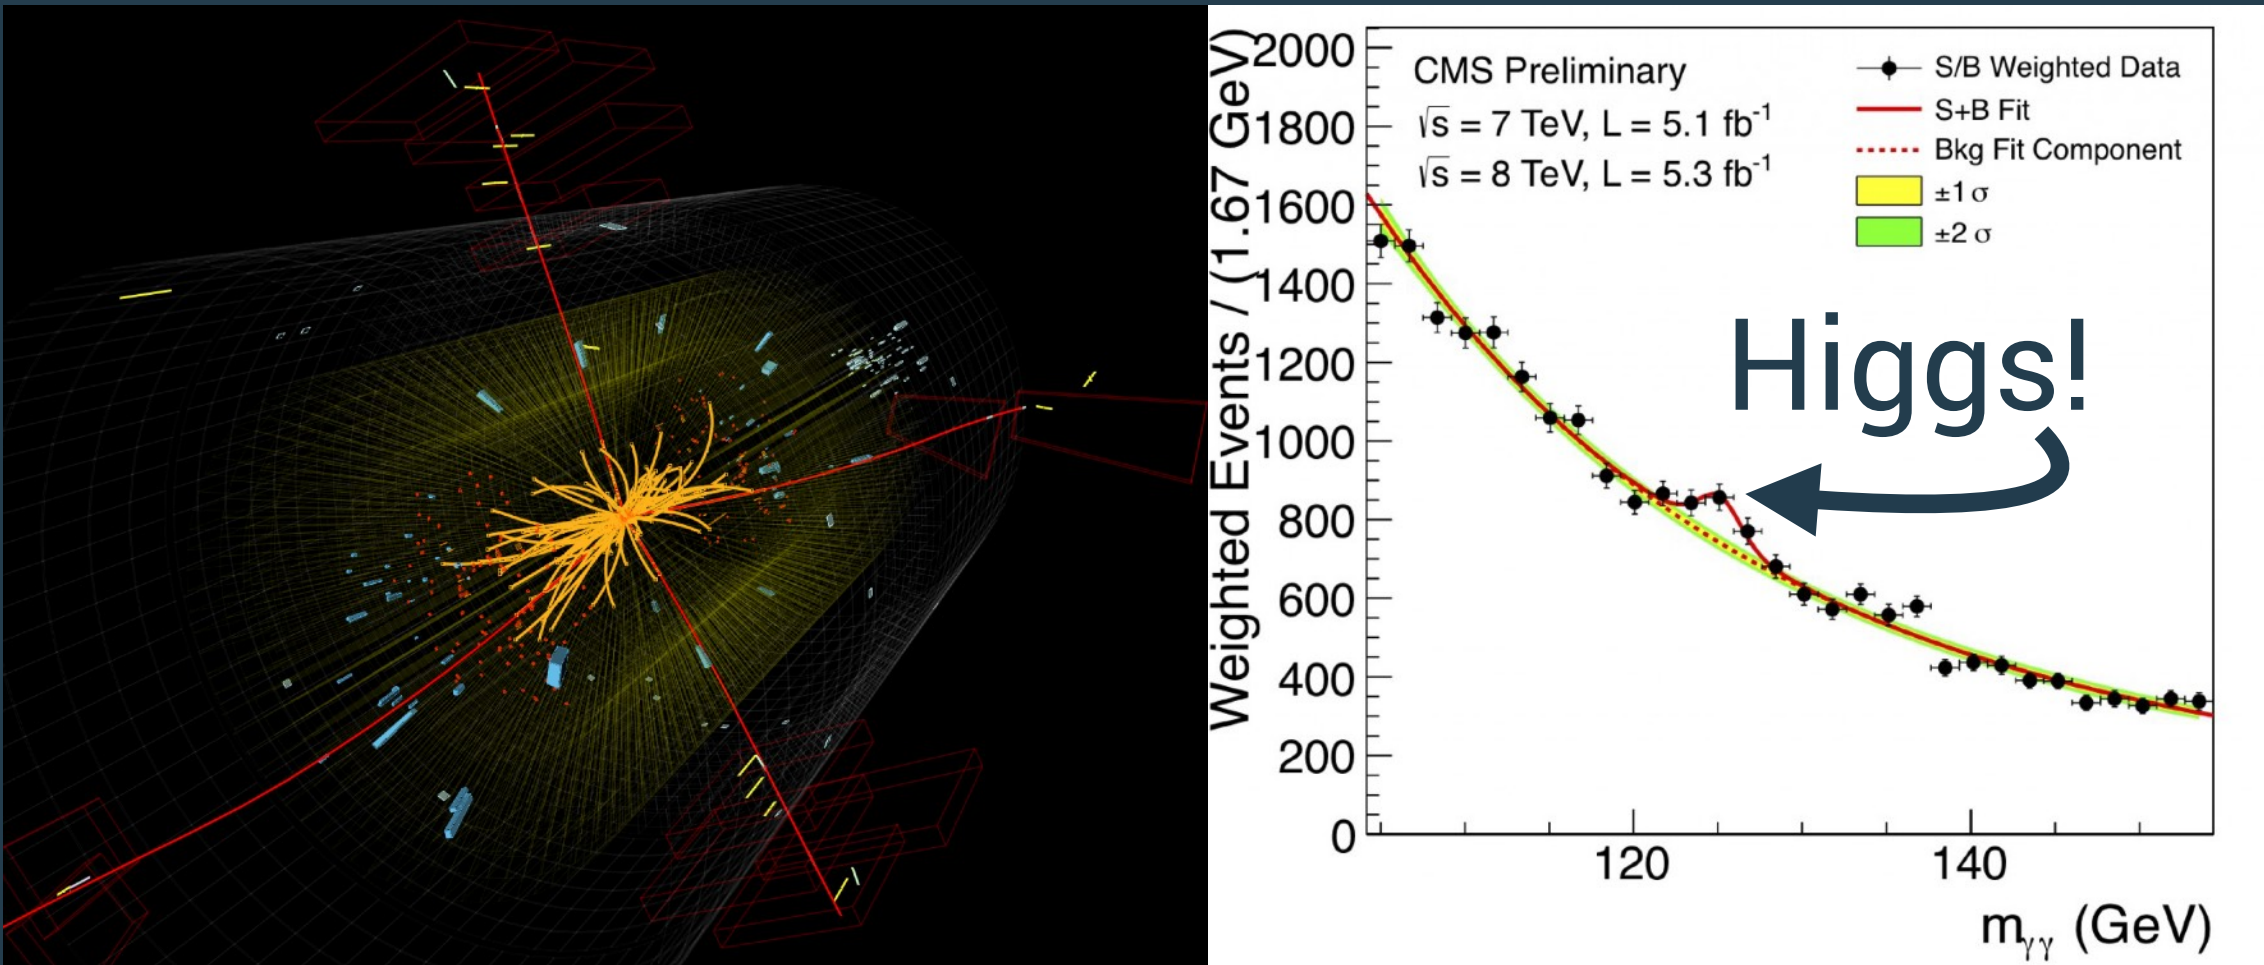 Weighted Events / (1.67 GeV)
2000
1800
1600
1400
1200
1000
800
600
400
200
0
CMS Preliminary
√s = 7 TeV, L = 5.1 fb⁻¹
√s = 8 TeV, L = 5.3 fb⁻¹
S/B Weighted Data
S+B Fit
Bkg Fit Component
±1 σ
±2 σ
Higgs!
120 140
m_γγ (GeV)